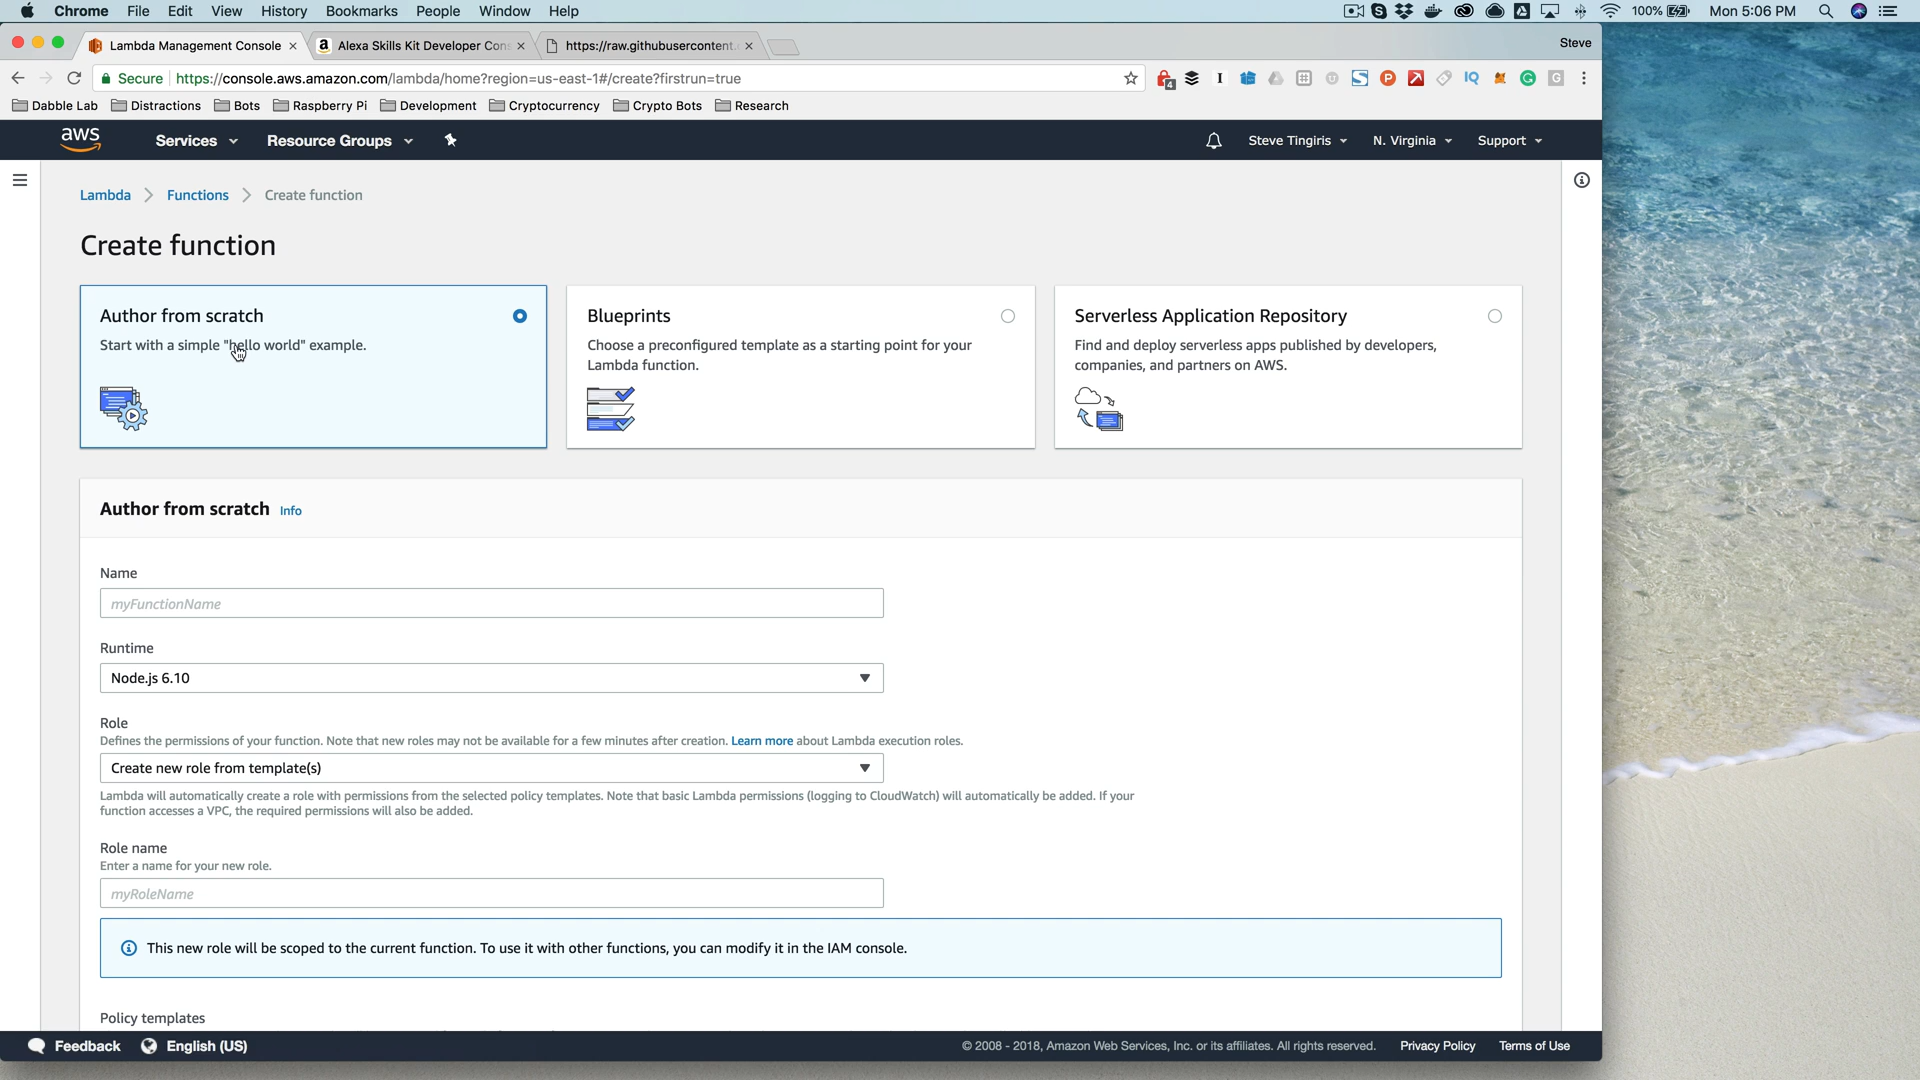 Chrome File Edit View History Bookmarks People Window Help 100% Mon 5:06 PM
Lambda Management Console Alexa Skills Kit Developer Con https://raw.githubusercontent. Steve
Secure https://console.aws.amazon.com/lambda/home?region=us-east-1#/create?firstrun=true
Dabble Lab Distractions Bots Raspberry Pi Development Cryptocurrency Crypto Bots Research
aws Services Resource Groups Steve Tingiris N. Virginia Support
Lambda Functions Create function
Create function
Author from scratch
Start with a simple "hello world" example.
Blueprints
Choose a preconfigured template as a starting point for your
Lambda function.
Serverless Application Repository
Find and deploy serverless apps published by developers,
companies, and partners on AWS.
Author from scratch Info
Name
myFunctionName
Runtime
Node.js 6.10
Role
Defines the permissions of your function. Note that new roles may not be available for a few minutes after creation. Learn more about Lambda execution roles.
Create new role from template(s)
Lambda will automatically create a role with permissions from the selected policy templates. Note that basic Lambda permissions (logging to CloudWatch) will automatically be added. If your
function accesses a VPC, the required permissions will also be added.
Role name
Enter a name for your new role.
myRoleName
This new role will be scoped to the current function. To use it with other functions, you can modify it in the IAM console.
Policy templates
Feedback English (US) © 2008 - 2018, Amazon Web Services, Inc. or its affiliates. All rights reserved. Privacy Policy Terms of Use